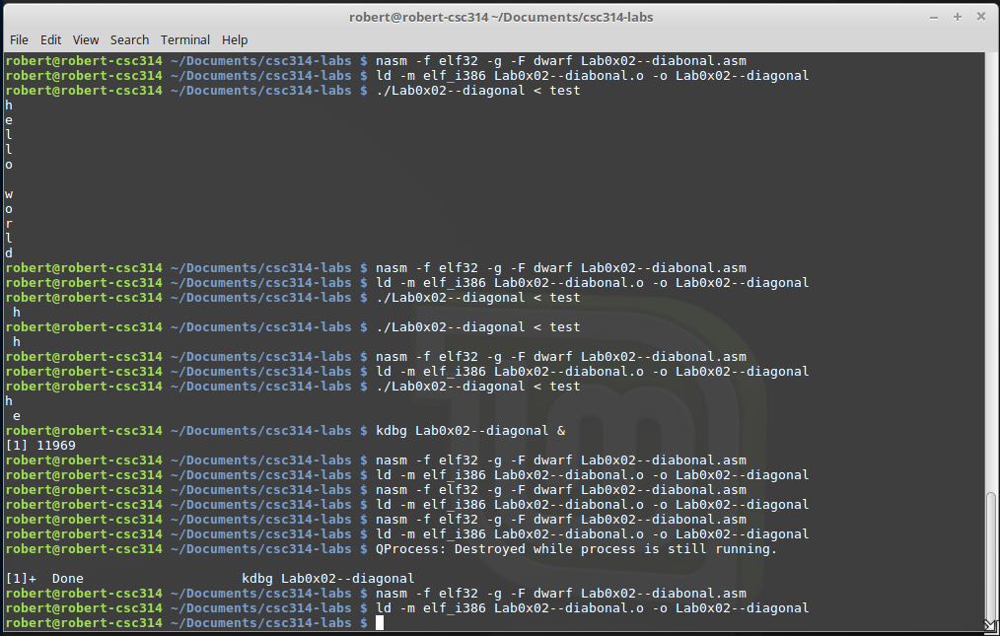 robert@robert-csc314 ~/Documents/csc314-labs
File Edit View Search Terminal Help
robert@robert-csc314 ~/Documents/csc314-labs $ nasm -f elf32 -g -F dwarf Lab0x02--diabonal.asm
robert@robert-csc314 ~/Documents/csc314-labs $ ld -m elf_i386 Lab0x02--diabonal.o -o Lab0x02--diagonal
robert@robert-csc314 ~/Documents/csc314-labs $ ./Lab0x02--diagonal < test
h
e
l
l
o

w
o
r
l
d
robert@robert-csc314 ~/Documents/csc314-labs $ nasm -f elf32 -g -F dwarf Lab0x02--diabonal.asm
robert@robert-csc314 ~/Documents/csc314-labs $ ld -m elf_i386 Lab0x02--diabonal.o -o Lab0x02--diagonal
robert@robert-csc314 ~/Documents/csc314-labs $ ./Lab0x02--diagonal < test
 h
robert@robert-csc314 ~/Documents/csc314-labs $ ./Lab0x02--diagonal < test
 h
robert@robert-csc314 ~/Documents/csc314-labs $ nasm -f elf32 -g -F dwarf Lab0x02--diabonal.asm
robert@robert-csc314 ~/Documents/csc314-labs $ ld -m elf_i386 Lab0x02--diabonal.o -o Lab0x02--diagonal
robert@robert-csc314 ~/Documents/csc314-labs $ ./Lab0x02--diagonal < test
h
 e
robert@robert-csc314 ~/Documents/csc314-labs $ kdbg Lab0x02--diagonal &
[1] 11969
robert@robert-csc314 ~/Documents/csc314-labs $ nasm -f elf32 -g -F dwarf Lab0x02--diabonal.asm
robert@robert-csc314 ~/Documents/csc314-labs $ ld -m elf_i386 Lab0x02--diabonal.o -o Lab0x02--diagonal
robert@robert-csc314 ~/Documents/csc314-labs $ nasm -f elf32 -g -F dwarf Lab0x02--diabonal.asm
robert@robert-csc314 ~/Documents/csc314-labs $ ld -m elf_i386 Lab0x02--diabonal.o -o Lab0x02--diagonal
robert@robert-csc314 ~/Documents/csc314-labs $ nasm -f elf32 -g -F dwarf Lab0x02--diabonal.asm
robert@robert-csc314 ~/Documents/csc314-labs $ ld -m elf_i386 Lab0x02--diabonal.o -o Lab0x02--diagonal
robert@robert-csc314 ~/Documents/csc314-labs $ QProcess: Destroyed while process is still running.

[1]+  Done                    kdbg Lab0x02--diagonal
robert@robert-csc314 ~/Documents/csc314-labs $ nasm -f elf32 -g -F dwarf Lab0x02--diabonal.asm
robert@robert-csc314 ~/Documents/csc314-labs $ ld -m elf_i386 Lab0x02--diabonal.o -o Lab0x02--diagonal
robert@robert-csc314 ~/Documents/csc314-labs $